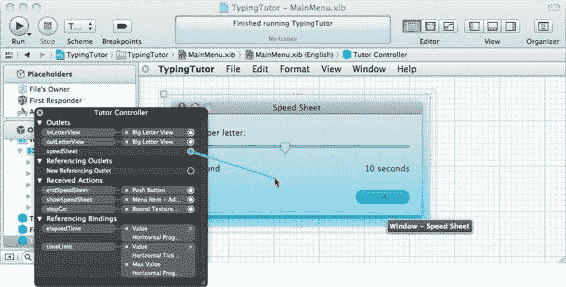 TypingTutor – MainMenu.xib
Finished running TypingTutor
No Issues
Run Stop Scheme Breakpoints Editor View Organizer
TypingTutor TypingTutor MainMenu.xib MainMenu.xib (English) Tutor Controller
Placeholders
File's Owner
First Responder
TypingTutor File Edit Format View Window Help
Speed Sheet
per letter:
10 seconds
OK
Window – Speed Sheet
Tutor Controller
Outlets
inLetterView Big Letter View
outLetterView Big Letter View
speedSheet
Referencing Outlets
New Referencing Outlet
Received Actions
endSpeedSheet: Push Button
showSpeedSheet: Menu Item – Ad...
stopGo: Round Texture...
Referencing Bindings
elapsedTime Value
Horizontal Prog...
timeLimit Value
Horizontal Tick ...
Max Value
Horizontal Prog...